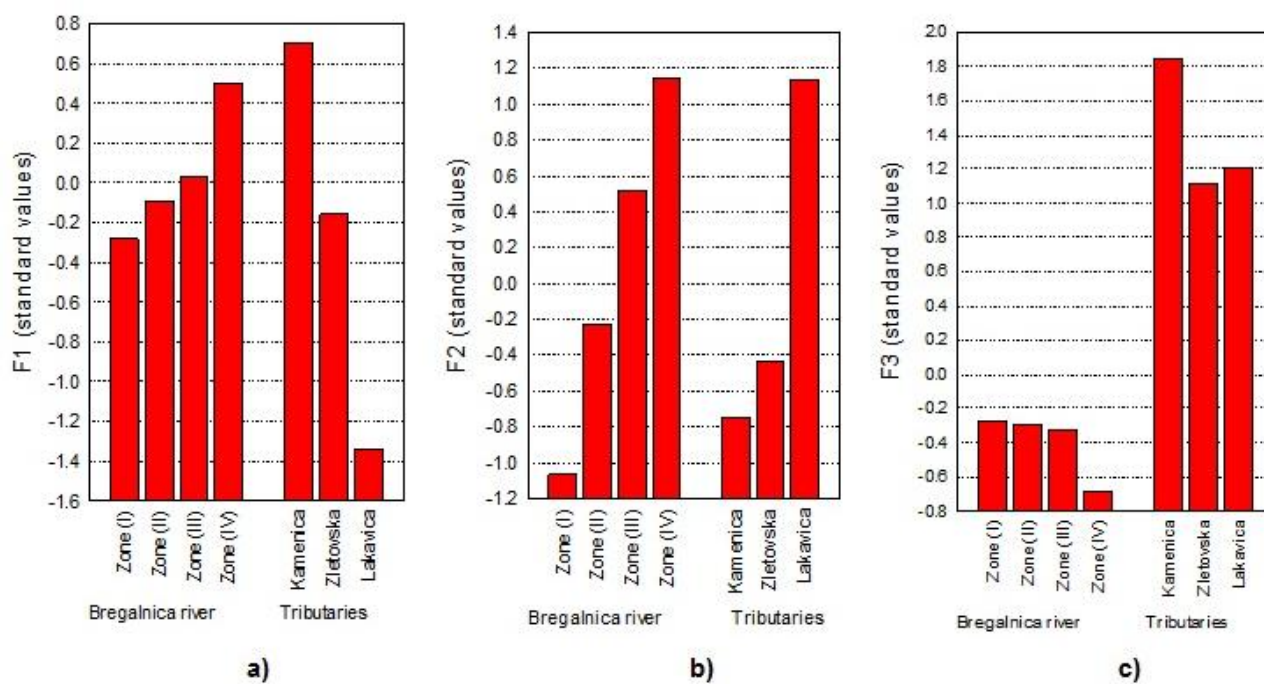 F1 (standard values)
0.8
0.6
0.4
0.2
0.0
-0.2
-0.4
-0.6
-0.8
-1.0
-1.2
-1.4
-1.6
Zone (I)
Zone (II)
Zone (III)
Zone (IV)
Kamenica
Zletovska
Lakavica
Bregalnica river
Tributaries
a)
F2 (standard values)
1.4
1.2
1.0
0.8
0.6
0.4
0.2
0.0
-0.2
-0.4
-0.6
-0.8
-1.0
-1.2
Zone (I)
Zone (II)
Zone (III)
Zone (IV)
Kamenica
Zletovska
Lakavica
Bregalnica river
Tributaries
b)
F3 (standard values)
2.0
1.8
1.6
1.4
1.2
1.0
0.8
0.6
0.4
0.2
0.0
-0.2
-0.4
-0.6
-0.8
Zone (I)
Zone (II)
Zone (III)
Zone (IV)
Kamenica
Zletovska
Lakavica
Bregalnica river
Tributaries
c)